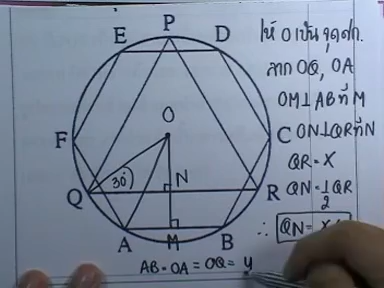 P
E
D
O
F
C
30°
N
Q
R
A
M
B
AB = OA = OQ = y
ให้ O เป็นจุดศก.
ลาก OQ, OA
OM⊥AB ที่ M
ON⊥QR ที่ N
QR = X
QN = 1/2 QR
∴ QN = X